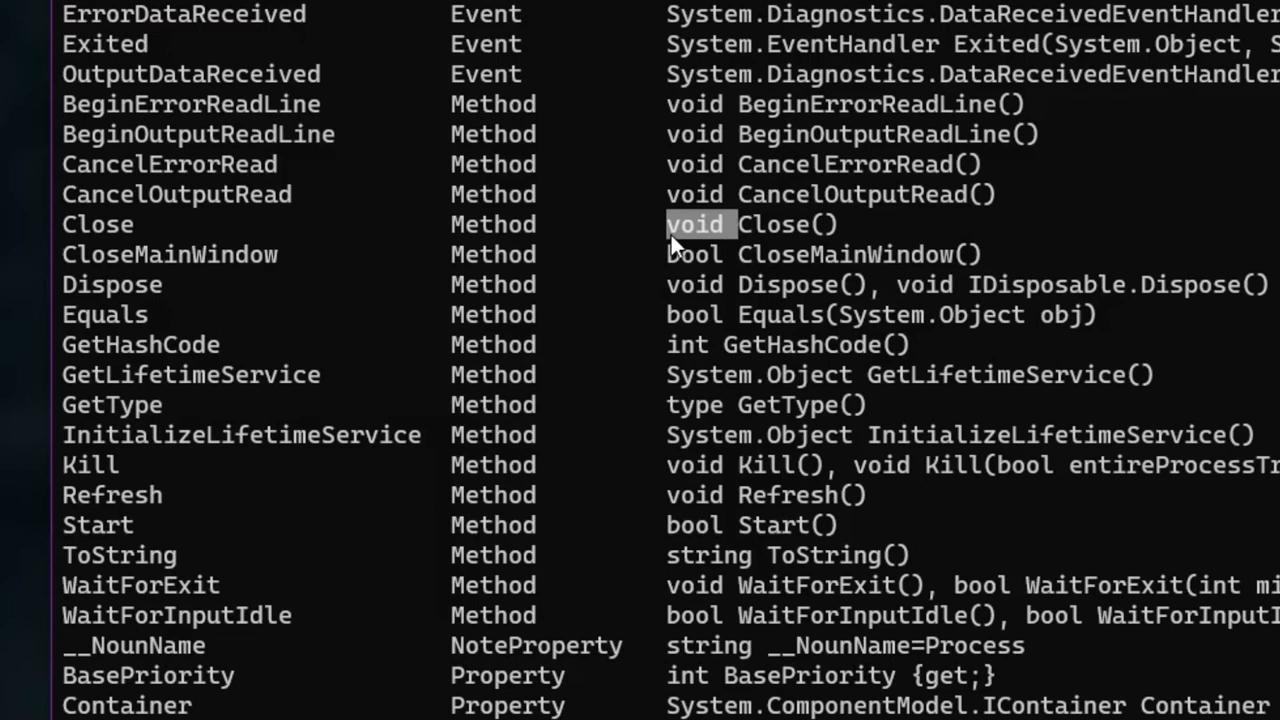 ErrorDataReceived Event System.Diagnostics.DataReceivedEventHandler
Exited Event System.EventHandler Exited(System.Object, S
OutputDataReceived Event System.Diagnostics.DataReceivedEventHandler
BeginErrorReadLine Method void BeginErrorReadLine()
BeginOutputReadLine Method void BeginOutputReadLine()
CancelErrorRead Method void CancelErrorRead()
CancelOutputRead Method void CancelOutputRead()
Close Method void Close()
CloseMainWindow Method bool CloseMainWindow()
Dispose Method void Dispose(), void IDisposable.Dispose()
Equals Method bool Equals(System.Object obj)
GetHashCode Method int GetHashCode()
GetLifetimeService Method System.Object GetLifetimeService()
GetType Method type GetType()
InitializeLifetimeService Method System.Object InitializeLifetimeService()
Kill Method void Kill(), void Kill(bool entireProcessTr
Refresh Method void Refresh()
Start Method bool Start()
ToString Method string ToString()
WaitForExit Method void WaitForExit(), bool WaitForExit(int mi
WaitForInputIdle Method bool WaitForInputIdle(), bool WaitForInputI
__NounName NoteProperty string __NounName=Process
BasePriority Property int BasePriority {get;}
Container Property System.ComponentModel.IContainer Container